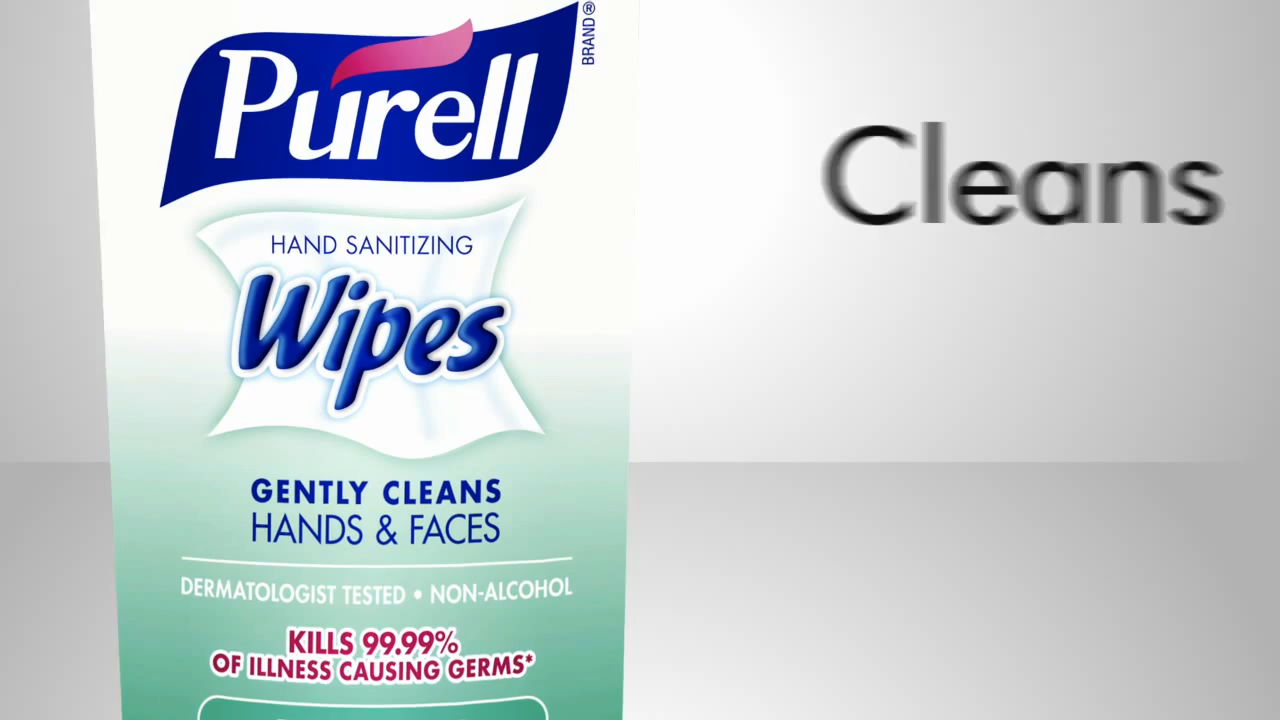 Purell
BRAND®
Cleans
HAND SANITIZING
Wipes
GENTLY CLEANS
HANDS & FACES
DERMATOLOGIST TESTED • NON-ALCOHOL
KILLS 99.99%
OF ILLNESS CAUSING GERMS*